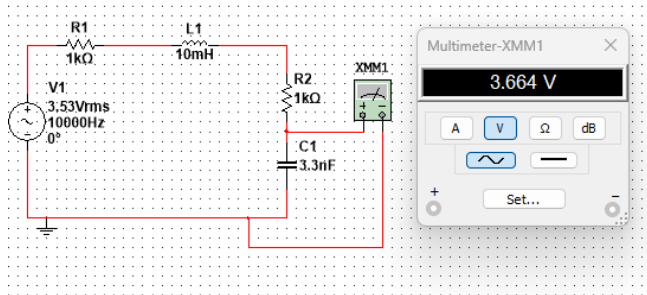 R1
1kΩ
L1
10mH
V1
3.53Vrms
10000Hz
0°
R2
1kΩ
C1
3.3nF
XMM1
Multimeter-XMM1
3.664 V
A V Ω dB
Set...